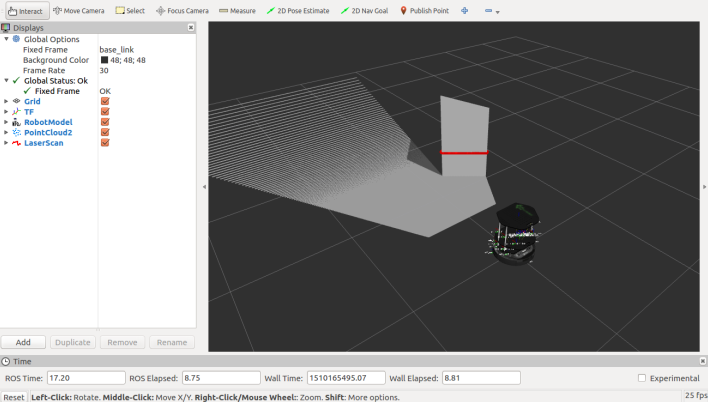 Interact Move Camera Select Focus Camera Measure 2D Pose Estimate 2D Nav Goal Publish Point
Displays
Global Options
Fixed Frame base_link
Background Color 48; 48; 48
Frame Rate 30
Global Status: Ok
Fixed Frame OK
Grid
TF
RobotModel
PointCloud2
LaserScan
Add Duplicate Remove Rename
Time
ROS Time: 17.20 ROS Elapsed: 8.75 Wall Time: 1510165495.07 Wall Elapsed: 8.81 Experimental
Reset Left-Click: Rotate. Middle-Click: Move X/Y. Right-Click/Mouse Wheel:: Zoom. Shift: More options. 25 fps